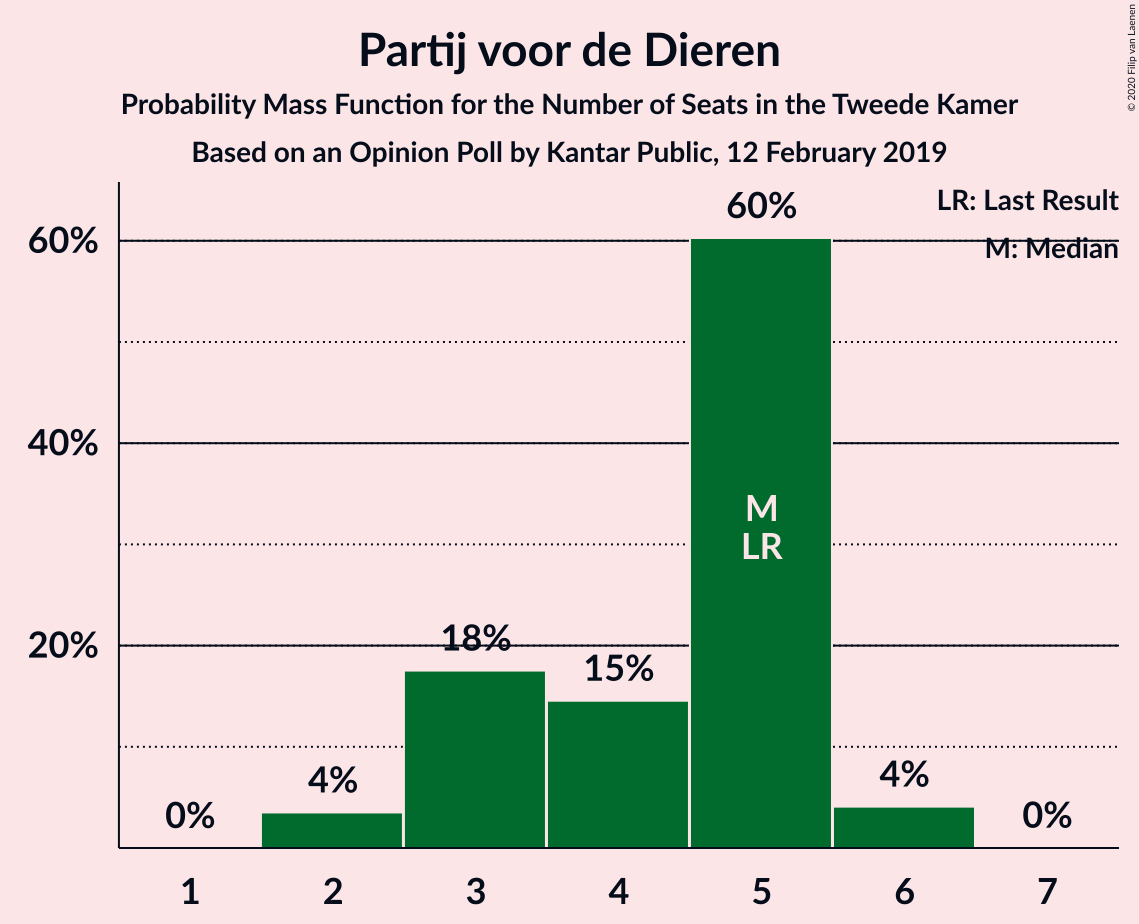 Partij voor de Dieren
Probability Mass Function for the Number of Seats in the Tweede Kamer
Based on an Opinion Poll by Kantar Public, 12 February 2019
© 2020 Filip van Laenen
LR: Last Result
M: Median
60%
40%
20%
0%
4%
18%
15%
60%
M
LR
4%
0%
1 2 3 4 5 6 7